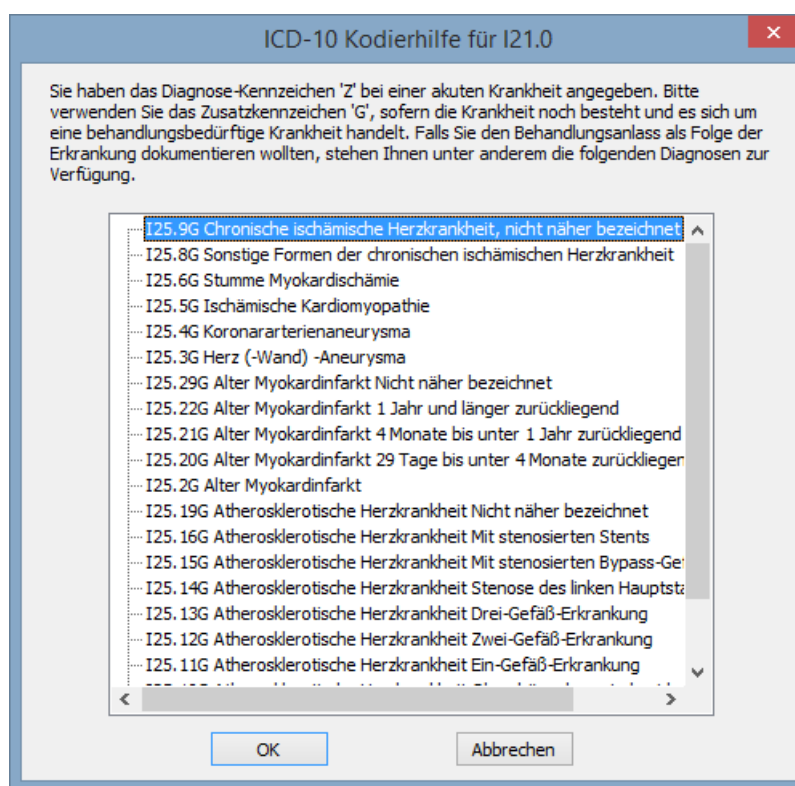 ICD-10 Kodierhilfe für I21.0
Sie haben das Diagnose-Kennzeichen 'Z' bei einer akuten Krankheit angegeben. Bitte
verwenden Sie das Zusatzkennzeichen 'G', sofern die Krankheit noch besteht und es sich um
eine behandlungsbedürftige Krankheit handelt. Falls Sie den Behandlungsanlass als Folge der
Erkrankung dokumentieren wollten, stehen Ihnen unter anderem die folgenden Diagnosen zur
Verfügung.
I25.9G Chronische ischämische Herzkrankheit, nicht näher bezeichnet
I25.8G Sonstige Formen der chronischen ischämischen Herzkrankheit
I25.6G Stumme Myokardischämie
I25.5G Ischämische Kardiomyopathie
I25.4G Koronararterienaneurysma
I25.3G Herz (-Wand) -Aneurysma
I25.29G Alter Myokardinfarkt Nicht näher bezeichnet
I25.22G Alter Myokardinfarkt 1 Jahr und länger zurückliegend
I25.21G Alter Myokardinfarkt 4 Monate bis unter 1 Jahr zurückliegend
I25.20G Alter Myokardinfarkt 29 Tage bis unter 4 Monate zurückliegen
I25.2G Alter Myokardinfarkt
I25.19G Atherosklerotische Herzkrankheit Nicht näher bezeichnet
I25.16G Atherosklerotische Herzkrankheit Mit stenosierten Stents
I25.15G Atherosklerotische Herzkrankheit Mit stenosierten Bypass-Ge
I25.14G Atherosklerotische Herzkrankheit Stenose des linken Hauptsta
I25.13G Atherosklerotische Herzkrankheit Drei-Gefäß-Erkrankung
I25.12G Atherosklerotische Herzkrankheit Zwei-Gefäß-Erkrankung
I25.11G Atherosklerotische Herzkrankheit Ein-Gefäß-Erkrankung
OK
Abbrechen